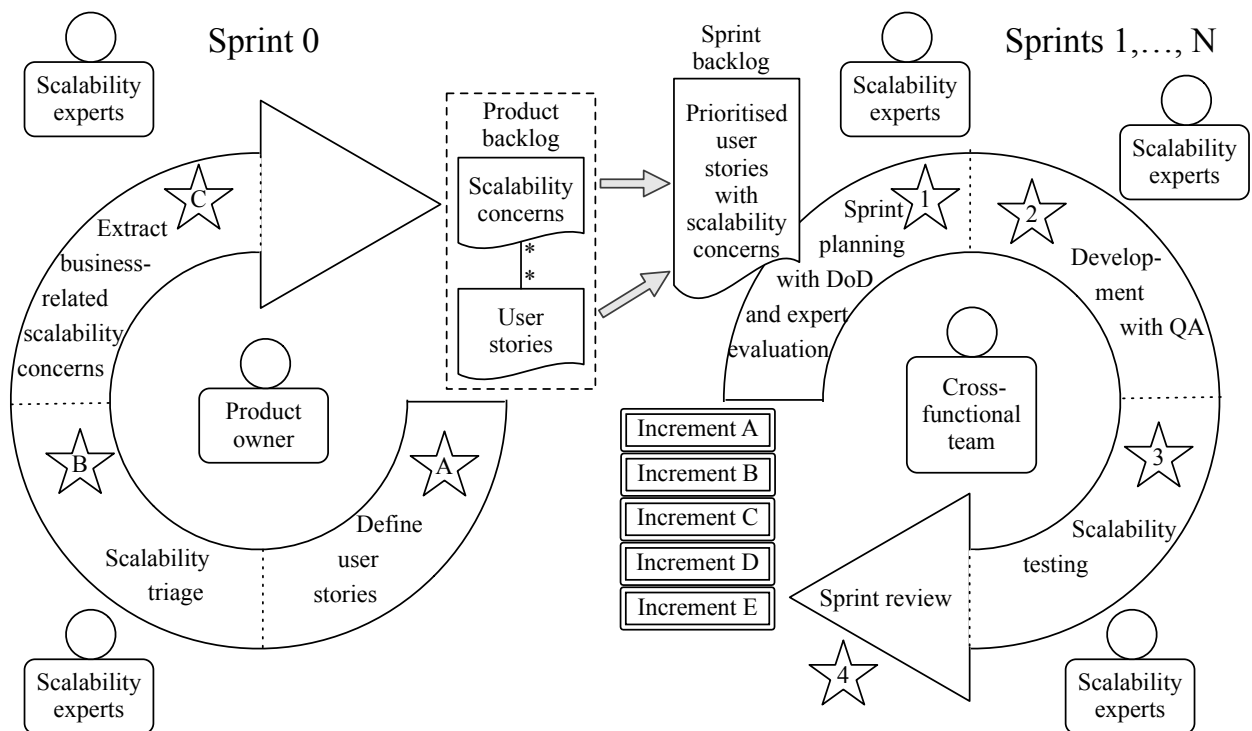 Sprint 0
Scalability
experts
C
Extract
business-
related
scalability
concerns
Product
owner
B
Scalability
triage
A
Define
user
stories
Scalability
experts
Product
backlog
Scalability
concerns
*
*
User
stories
Sprint
backlog
Prioritised
user
stories
with
scalability
concerns
Sprints 1,…, N
Scalability
experts
Scalability
experts
1
Sprint
planning
with DoD
and expert
evaluation
2
Develop-
ment
with QA
Cross-
functional
team
3
Scalability
testing
Sprint review
4
Scalability
experts
Increment A
Increment B
Increment C
Increment D
Increment E